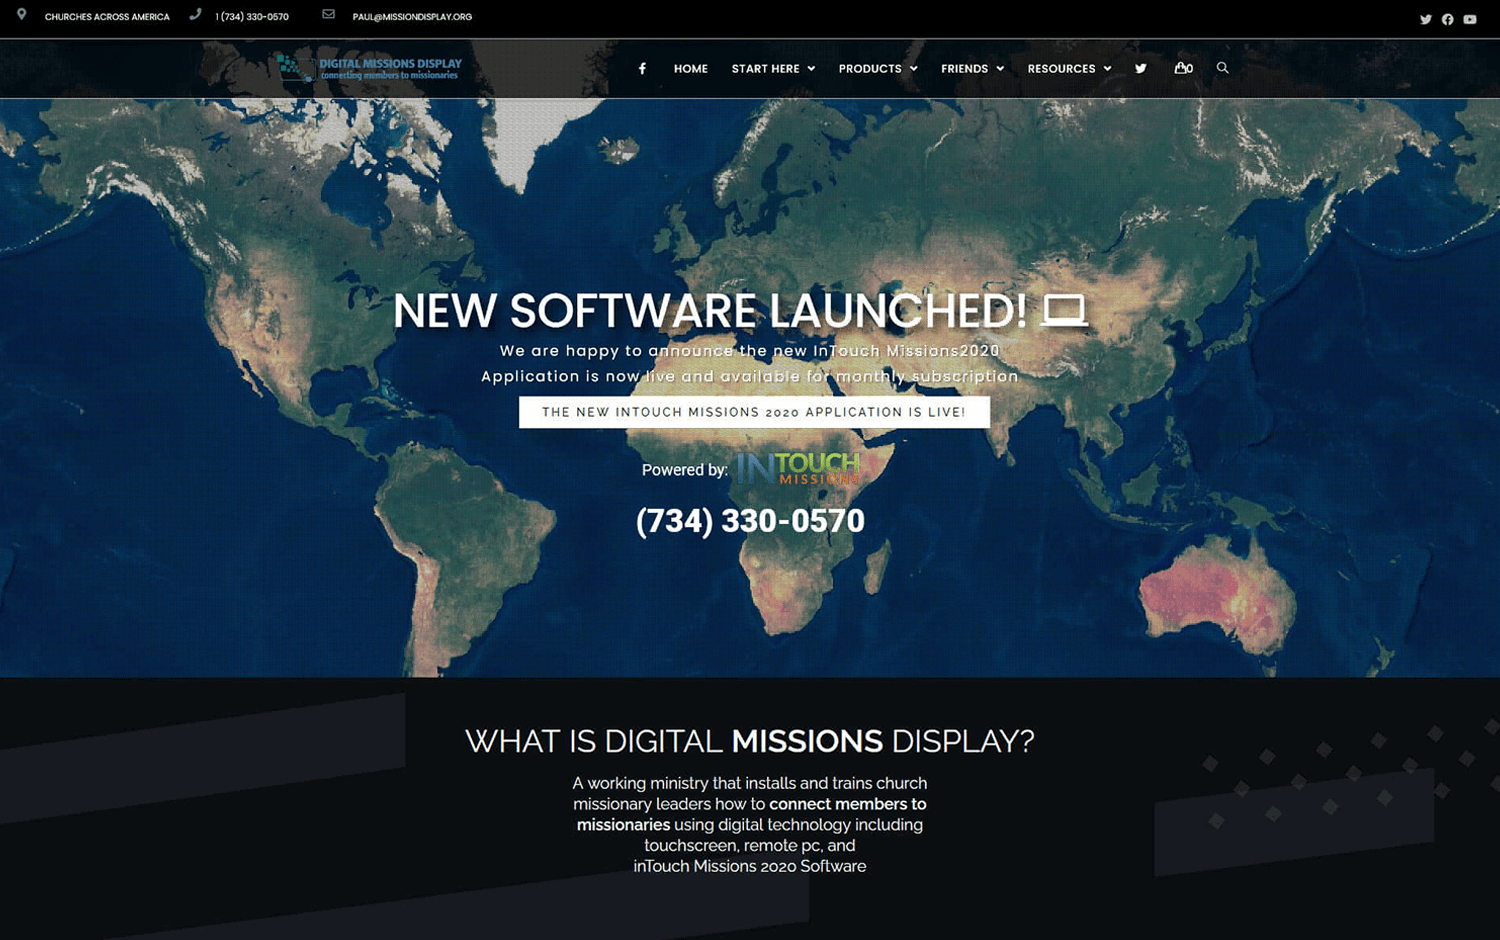 CHURCHES ACROSS AMERICA
1 (734) 330-0570
PAUL@MISSIONDISPLAY.ORG
DIGITAL MISSIONS DISPLAY
connecting members to missionaries
HOME
START HERE
PRODUCTS
FRIENDS
RESOURCES
0
NEW SOFTWARE LAUNCHED!
We are happy to announce the new InTouch Missions2020
Application is now live and available for monthly subscription
THE NEW INTOUCH MISSIONS 2020 APPLICATION IS LIVE!
Powered by: INTOUCH
MISSIONS
(734) 330-0570
WHAT IS DIGITAL MISSIONS DISPLAY?
A working ministry that installs and trains church
missionary leaders how to connect members to
missionaries using digital technology including
touchscreen, remote pc, and
inTouch Missions 2020 Software